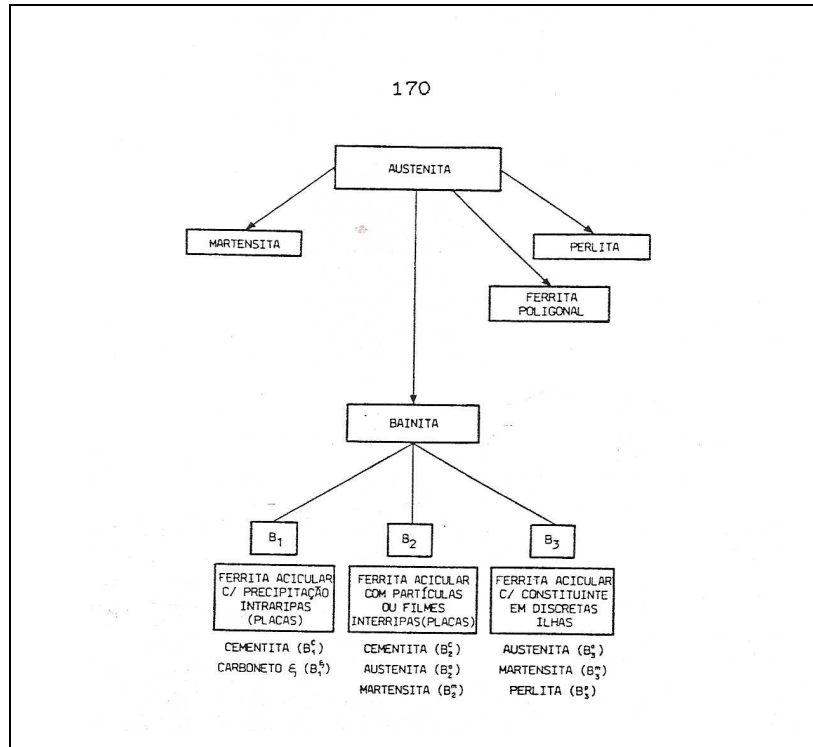 170
AUSTENITA
MARTENSITA
PERLITA
FERRITA
POLIGONAL
BAINITA
B₁
B₂
B₃
FERRITA ACICULAR
C/ PRECIPITAÇÃO
INTRARIPAS
(PLACAS)
FERRITA ACICULAR
COM PARTÍCULAS
OU FILMES
INTERRIPAS(PLACAS)
FERRITA ACICULAR
C/ CONSTITUINTE
EM DISCRETAS
ILHAS
CEMENTITA (B₁ᶜ)
CARBONETO
CEMENTITA (B₂ᶜ)
AUSTENITA (B₂ᵃ)
MARTENSITA (B₂ᵐ)
AUSTENITA (B₃ᵃ)
MARTENSITA (B₃ᵐ)
PERLITA